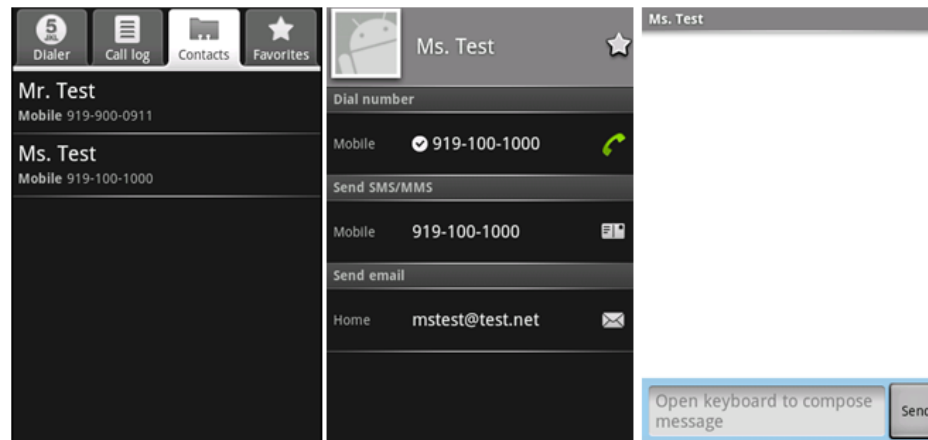 5
JKL
Dialer
Call log
Contacts
Favorites
Mr. Test
Mobile 919-900-0911
Ms. Test
Mobile 919-100-1000
Ms. Test
Dial number
Mobile 919-100-1000
Send SMS/MMS
Mobile 919-100-1000
Send email
Home mstest@test.net
Ms. Test
Open keyboard to compose
message
Send